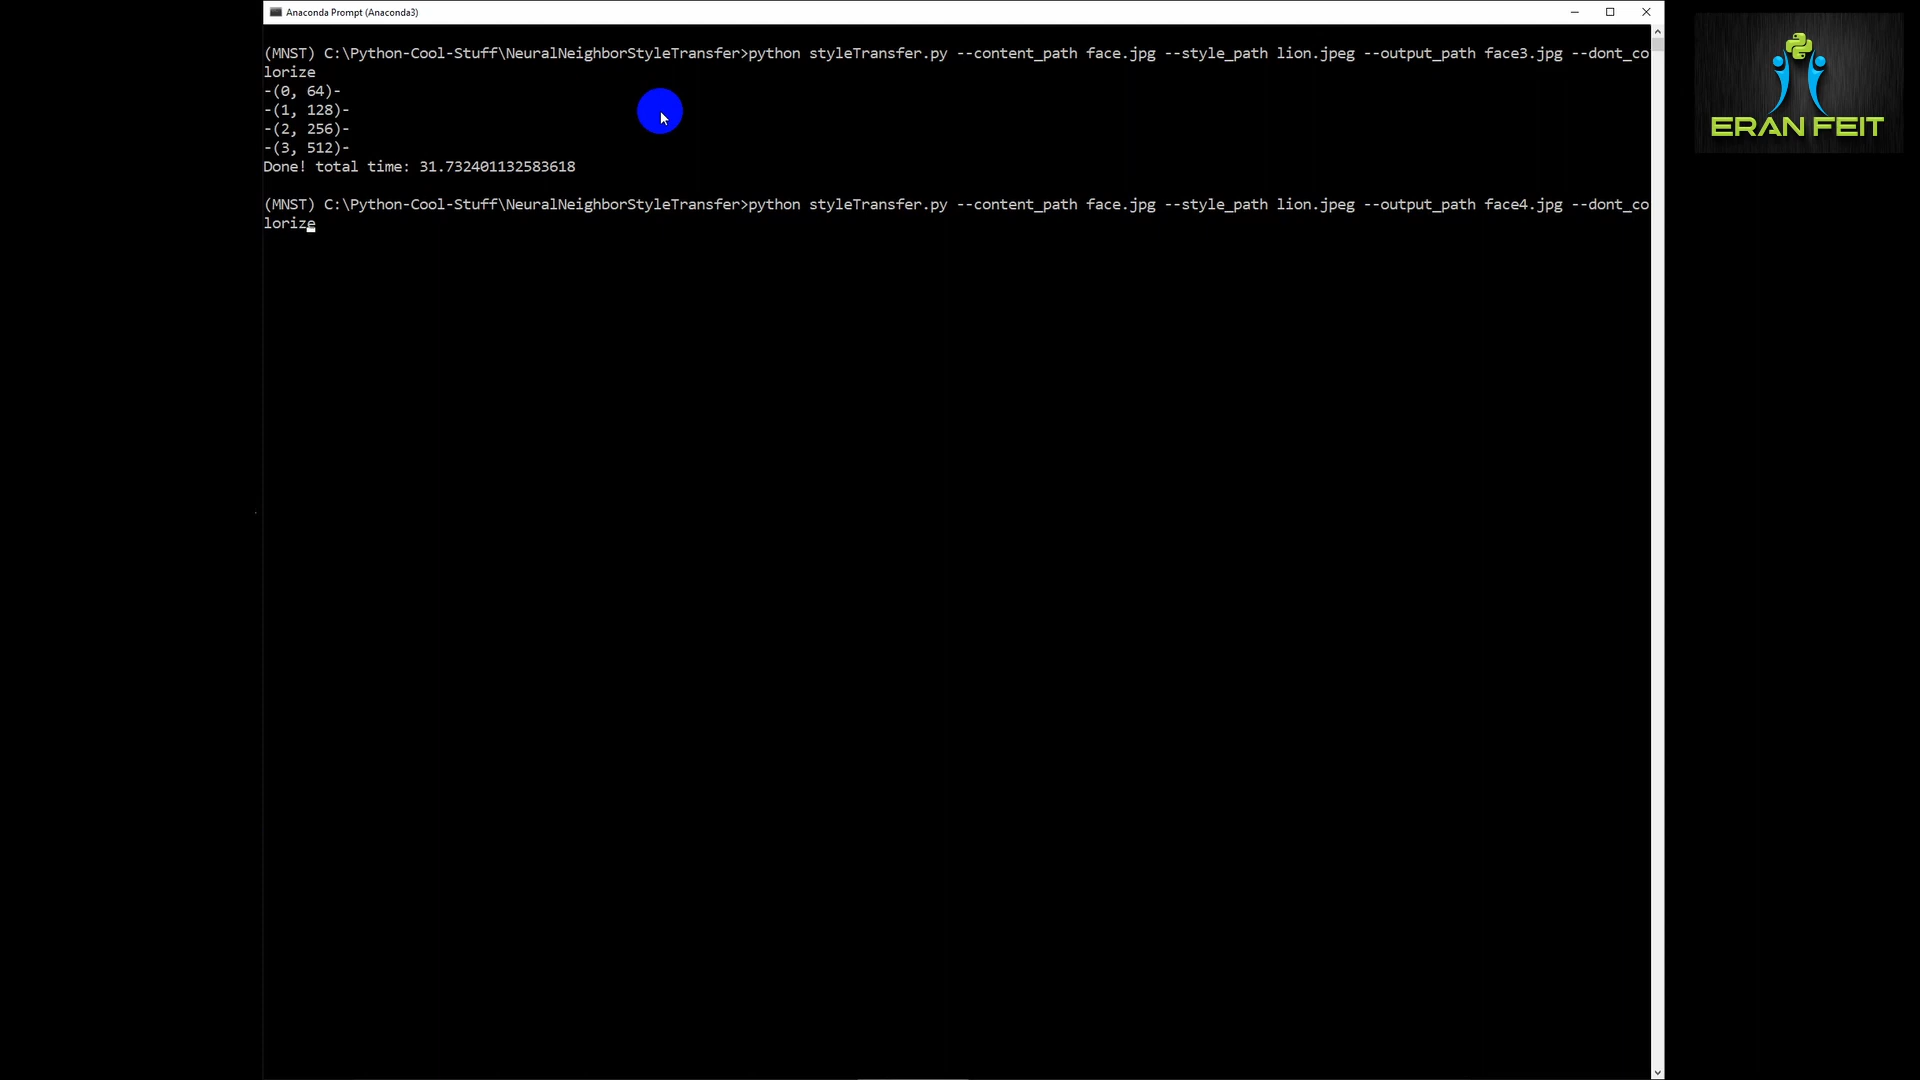 Anaconda Prompt (Anaconda3)
(MNST) C:\Python-Cool-Stuff\NeuralNeighborStyleTransfer>python styleTransfer.py --content_path face.jpg --style_path lion.jpeg --output_path face3.jpg --dont_co
lorize
-(0, 64)-
-(1, 128)-
-(2, 256)-
-(3, 512)-
Done! total time: 31.732401132583618
(MNST) C:\Python-Cool-Stuff\NeuralNeighborStyleTransfer>python styleTransfer.py --content_path face.jpg --style_path lion.jpeg --output_path face4.jpg --dont_co
lorize
ERAN FEIT